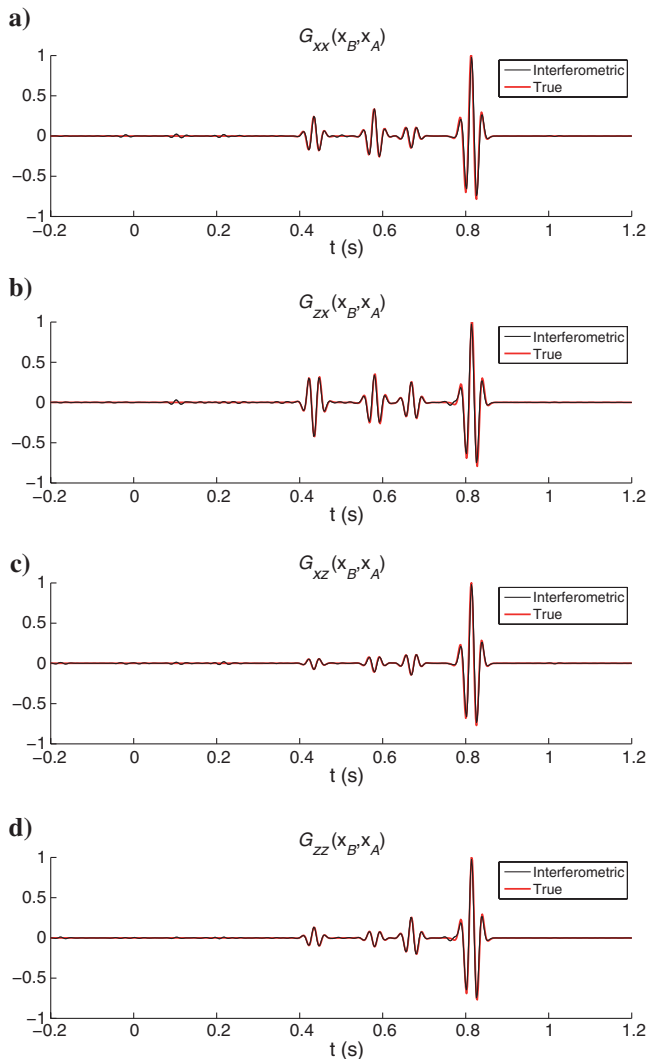 a)
G_xx(x_B,x_A)
1
0.5
0
−0.5
−1
−0.2 0 0.2 0.4 0.6 0.8 1 1.2
t (s)
Interferometric
True
b)
G_zx(x_B,x_A)
1
0.5
0
−0.5
−1
−0.2 0 0.2 0.4 0.6 0.8 1 1.2
t (s)
Interferometric
True
c)
G_xz(x_B,x_A)
1
0.5
0
−0.5
−1
−0.2 0 0.2 0.4 0.6 0.8 1 1.2
t (s)
Interferometric
True
d)
G_zz(x_B,x_A)
1
0.5
0
−0.5
−1
−0.2 0 0.2 0.4 0.6 0.8 1 1.2
t (s)
Interferometric
True